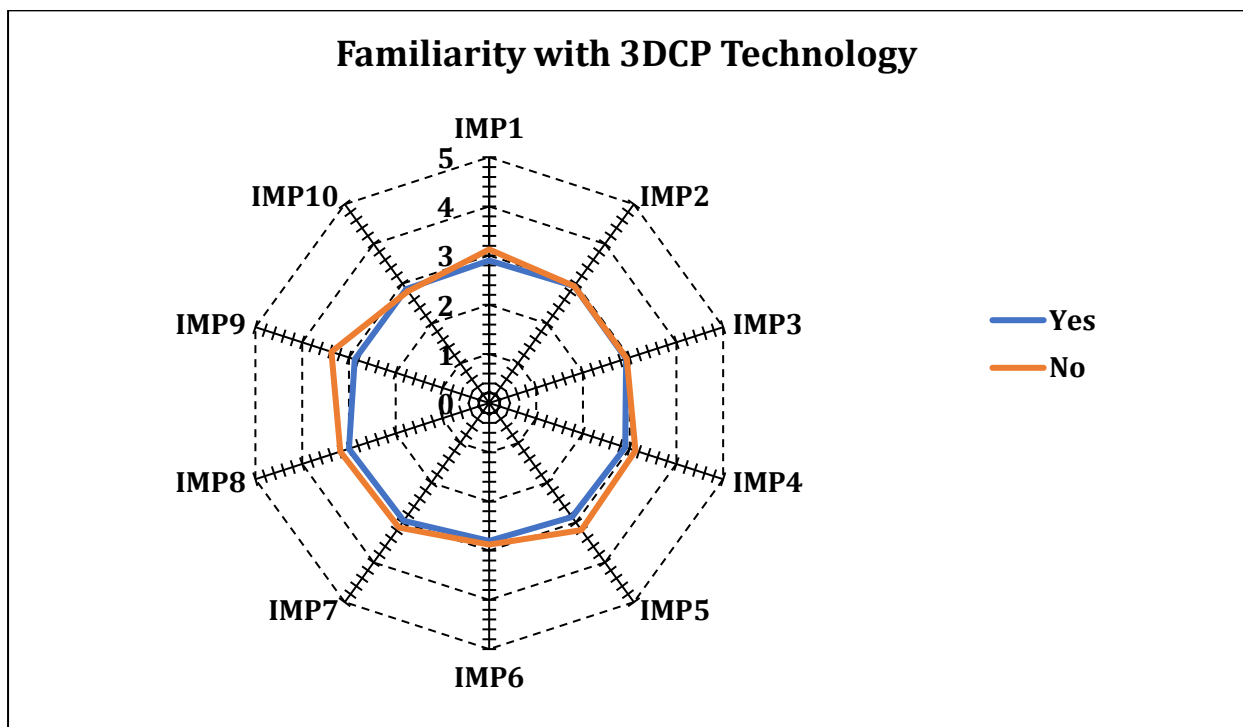 Familiarity with 3DCP Technology
IMP1
5
IMP10
4
IMP2
3
2
IMP9
1
IMP3
0
Yes
No
IMP8
IMP4
IMP7
IMP5
IMP6